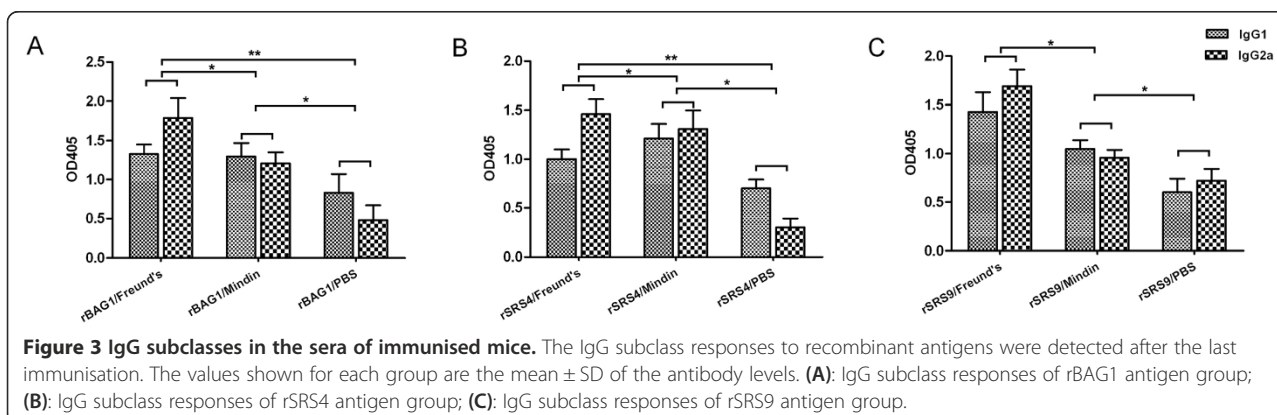 A
**
*
*
OD405
2.5
2.0
1.5
1.0
0.5
0.0
rBAG1/Freund's
rBAG1/Mindin
rBAG1/PBS
B
**
*
*
OD405
2.0
1.5
1.0
0.5
0.0
rSRS4/Freund's
rSRS4/Mindin
rSRS4/PBS
C
*
*
OD405
2.0
1.5
1.0
0.5
0.0
rSRS9/Freund's
rSRS9/Mindin
rSRS9/PBS
IgG1
IgG2a
Figure 3 IgG subclasses in the sera of immunised mice. The IgG subclass responses to recombinant antigens were detected after the last
immunisation. The values shown for each group are the mean ± SD of the antibody levels. (A): IgG subclass responses of rBAG1 antigen group;
(B): IgG subclass responses of rSRS4 antigen group; (C): IgG subclass responses of rSRS9 antigen group.